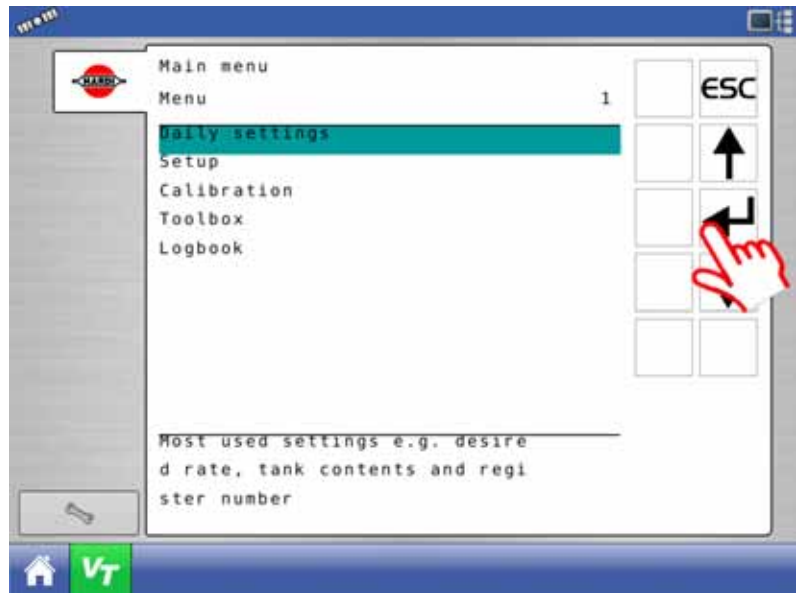 HARDI
Main menu
Menu 1
Daily settings
Setup
Calibration
Toolbox
Logbook
Most used settings e.g. desire
d rate, tank contents and regi
ster number
ESC
VT